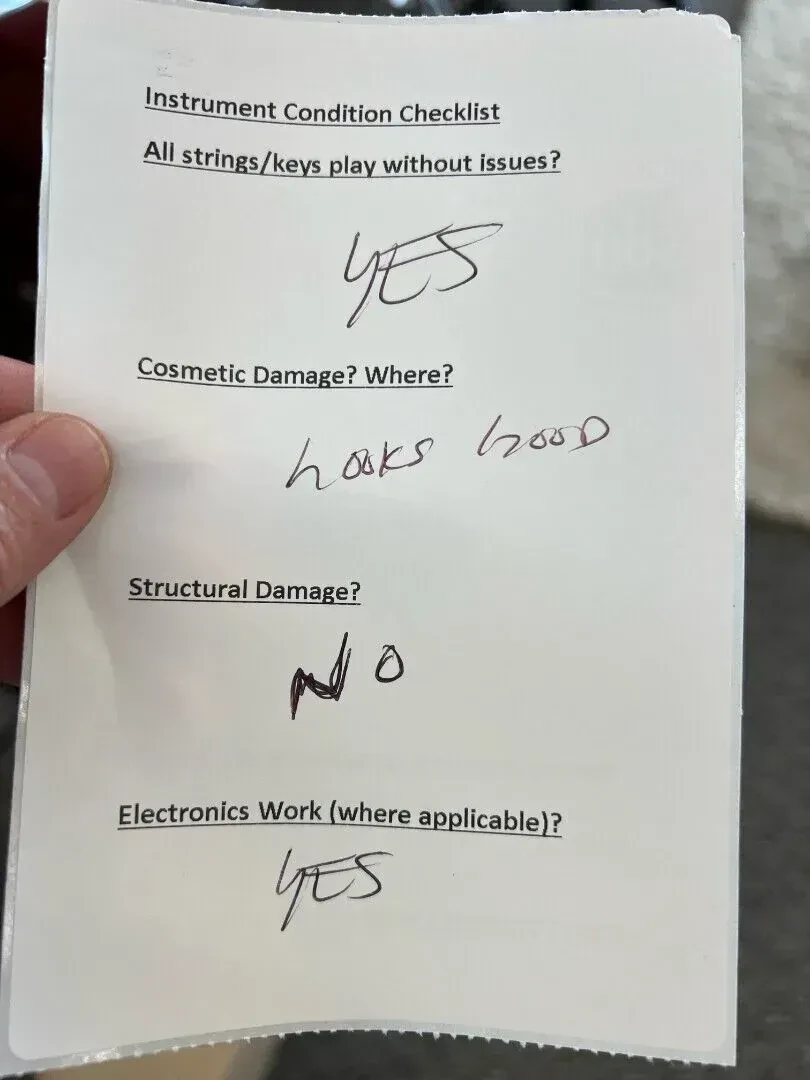 Instrument Condition Checklist
All strings/keys play without issues?
YES
Cosmetic Damage? Where?
Looks GOOD
Structural Damage?
NO
Electronics Work (where applicable)?
YES